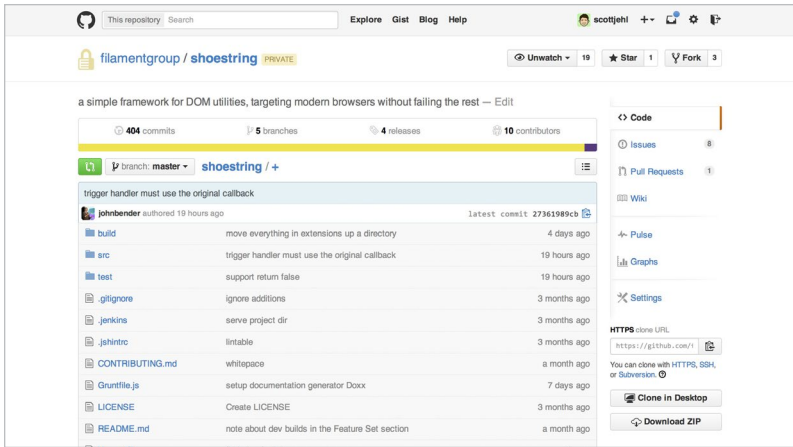 This repository Search Explore Gist Blog Help scottjehl
filamentgroup / shoestring PRIVATE Unwatch 19 Star 1 Fork 3
a simple framework for DOM utilities, targeting modern browsers without failing the rest — Edit
404 commits 5 branches 4 releases 10 contributors
branch: master shoestring / +
trigger handler must use the original callback
johnbender authored 19 hours ago latest commit 27361989cb
build move everything in extensions up a directory 4 days ago
src trigger handler must use the original callback 19 hours ago
test support return false 19 hours ago
.gitignore ignore additions 3 months ago
.jenkins serve project dir 3 months ago
.jshintrc lintable 3 months ago
CONTRIBUTING.md whitepace a month ago
Gruntfile.js setup documentation generator Doxx 7 days ago
LICENSE Create LICENSE 3 months ago
README.md note about dev builds in the Feature Set section a month ago
Code
Issues 8
Pull Requests 1
Wiki
Pulse
Graphs
Settings
HTTPS clone URL
https://github.com/
You can clone with HTTPS, SSH,
or Subversion.
Clone in Desktop
Download ZIP